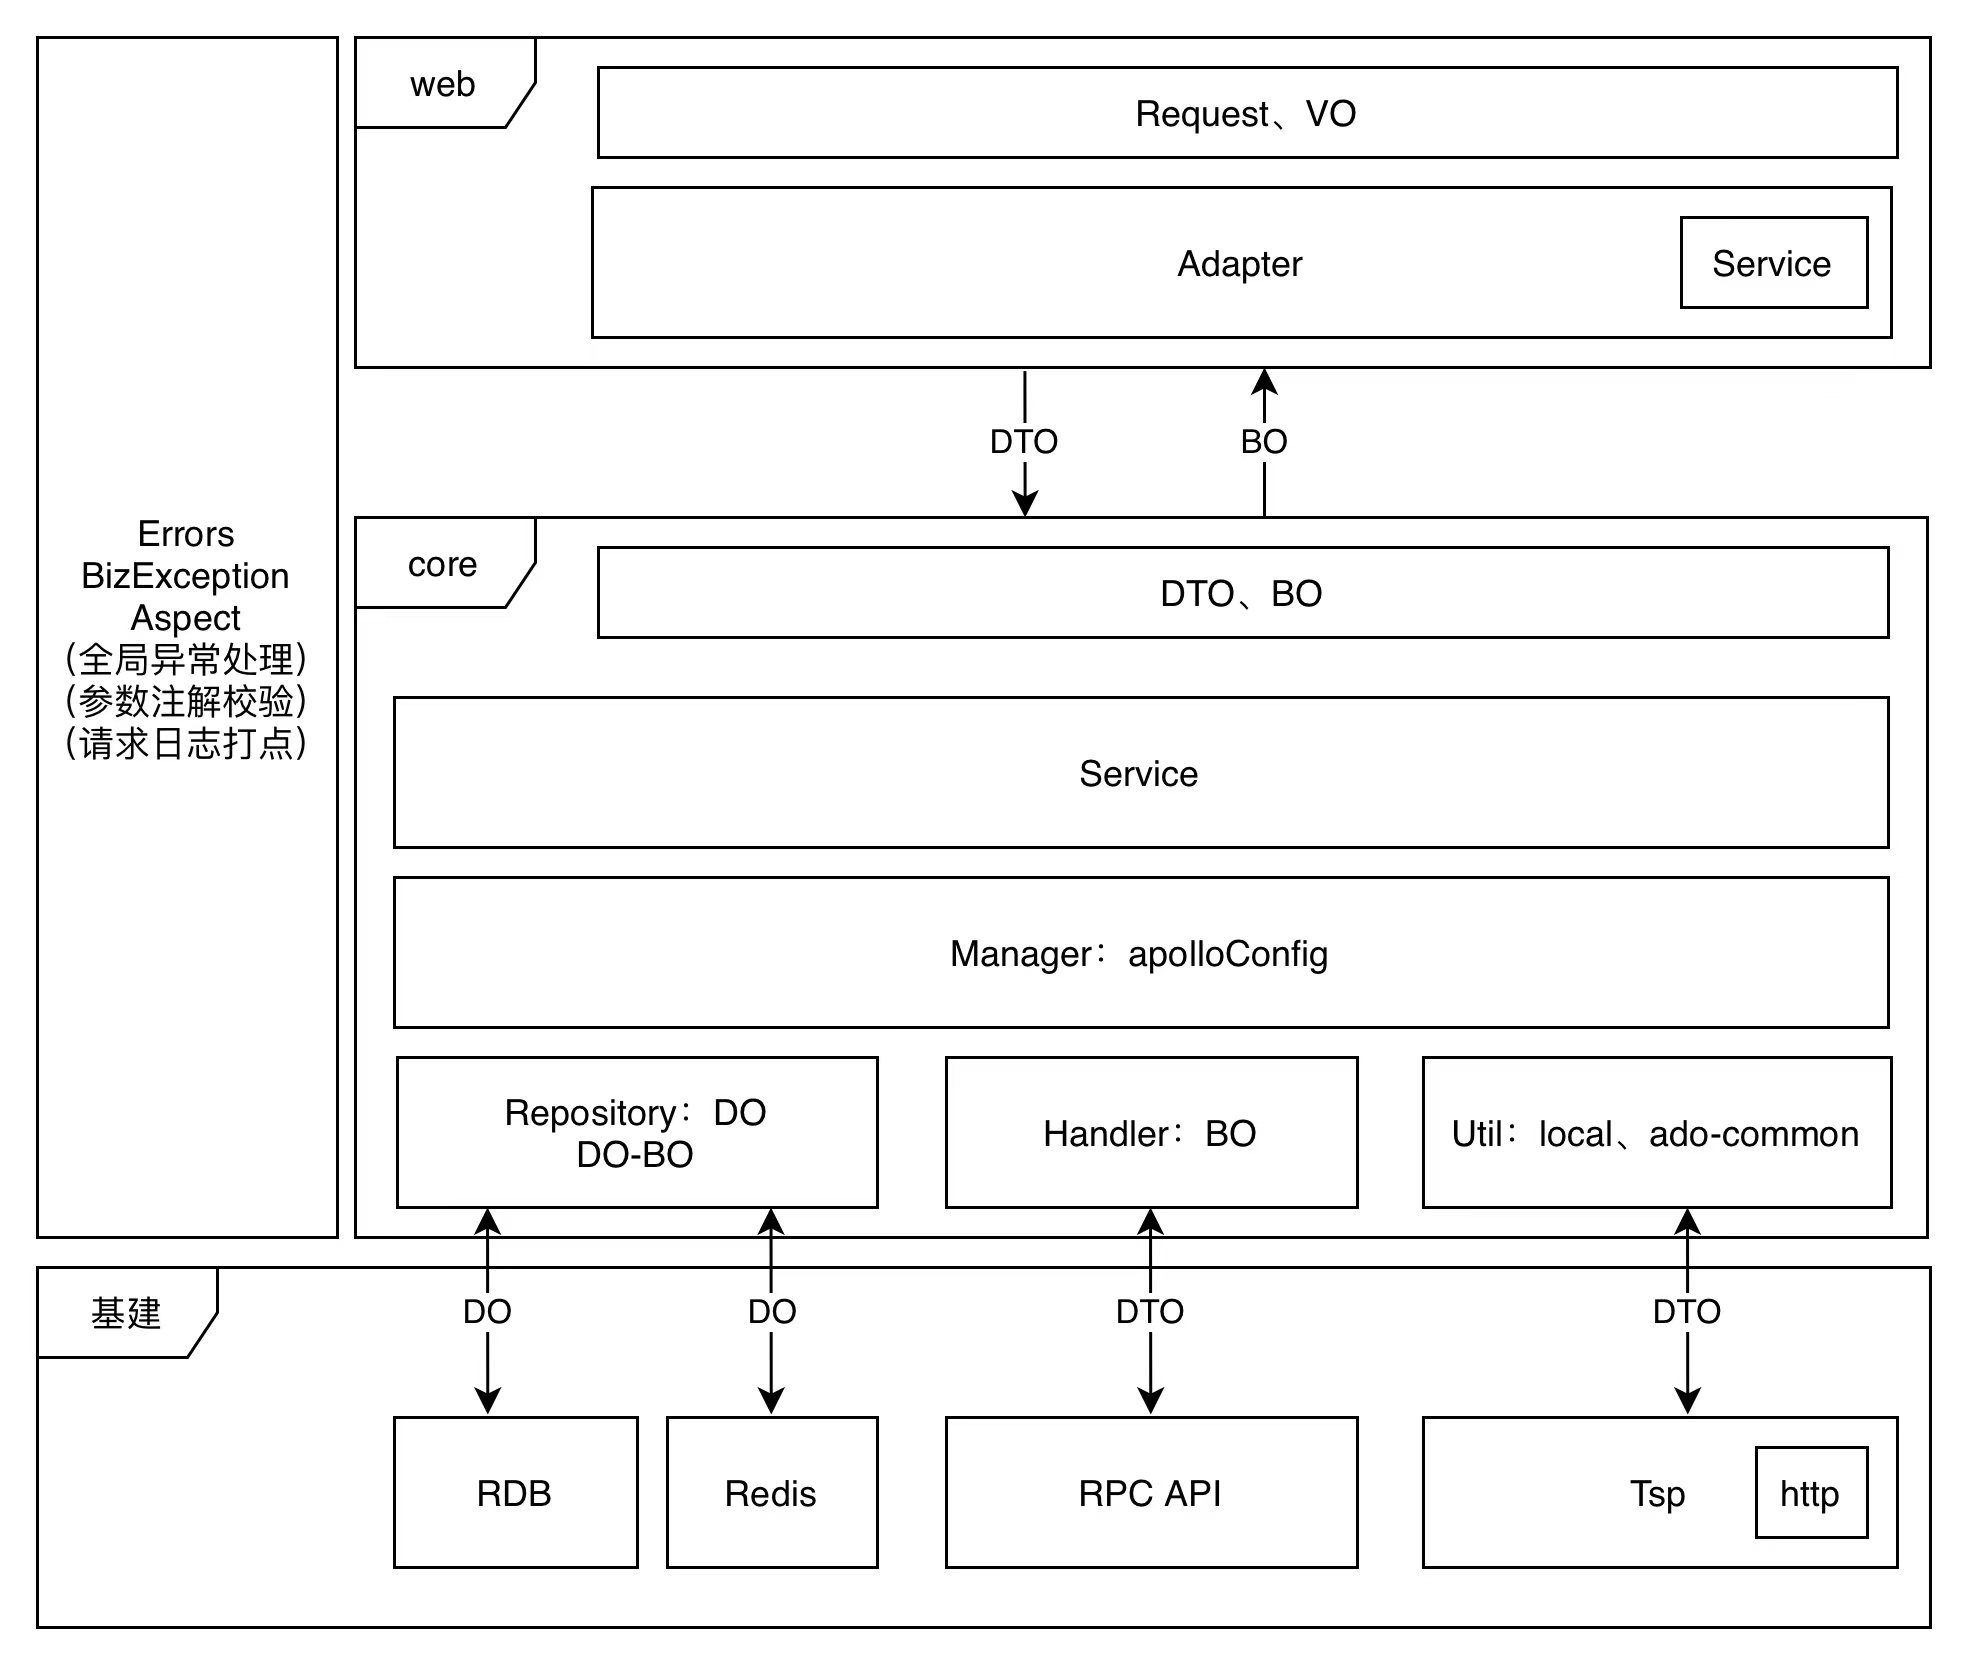 Errors
BizException
Aspect
（全局异常处理）
（参数注解校验）
（请求日志打点）
web
Request、VO
Adapter
Service
DTO
BO
core
DTO、BO
Service
Manager：apolloConfig
Repository：DO
DO-BO
Handler：BO
Util：local、ado-common
基建
DO
DO
DTO
DTO
RDB
Redis
RPC API
Tsp
http